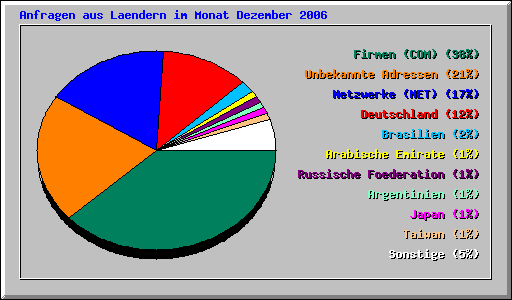 Anfragen aus Laendern im Monat Dezember 2006
Firmen (COM) (38%)
Unbekannte Adressen (21%)
Netzwerke (NET) (17%)
Deutschland (12%)
Brasilien (2%)
Arabische Emirate (1%)
Russische Foederation (1%)
Argentinien (1%)
Japan (1%)
Taiwan (1%)
Sonstige (5%)